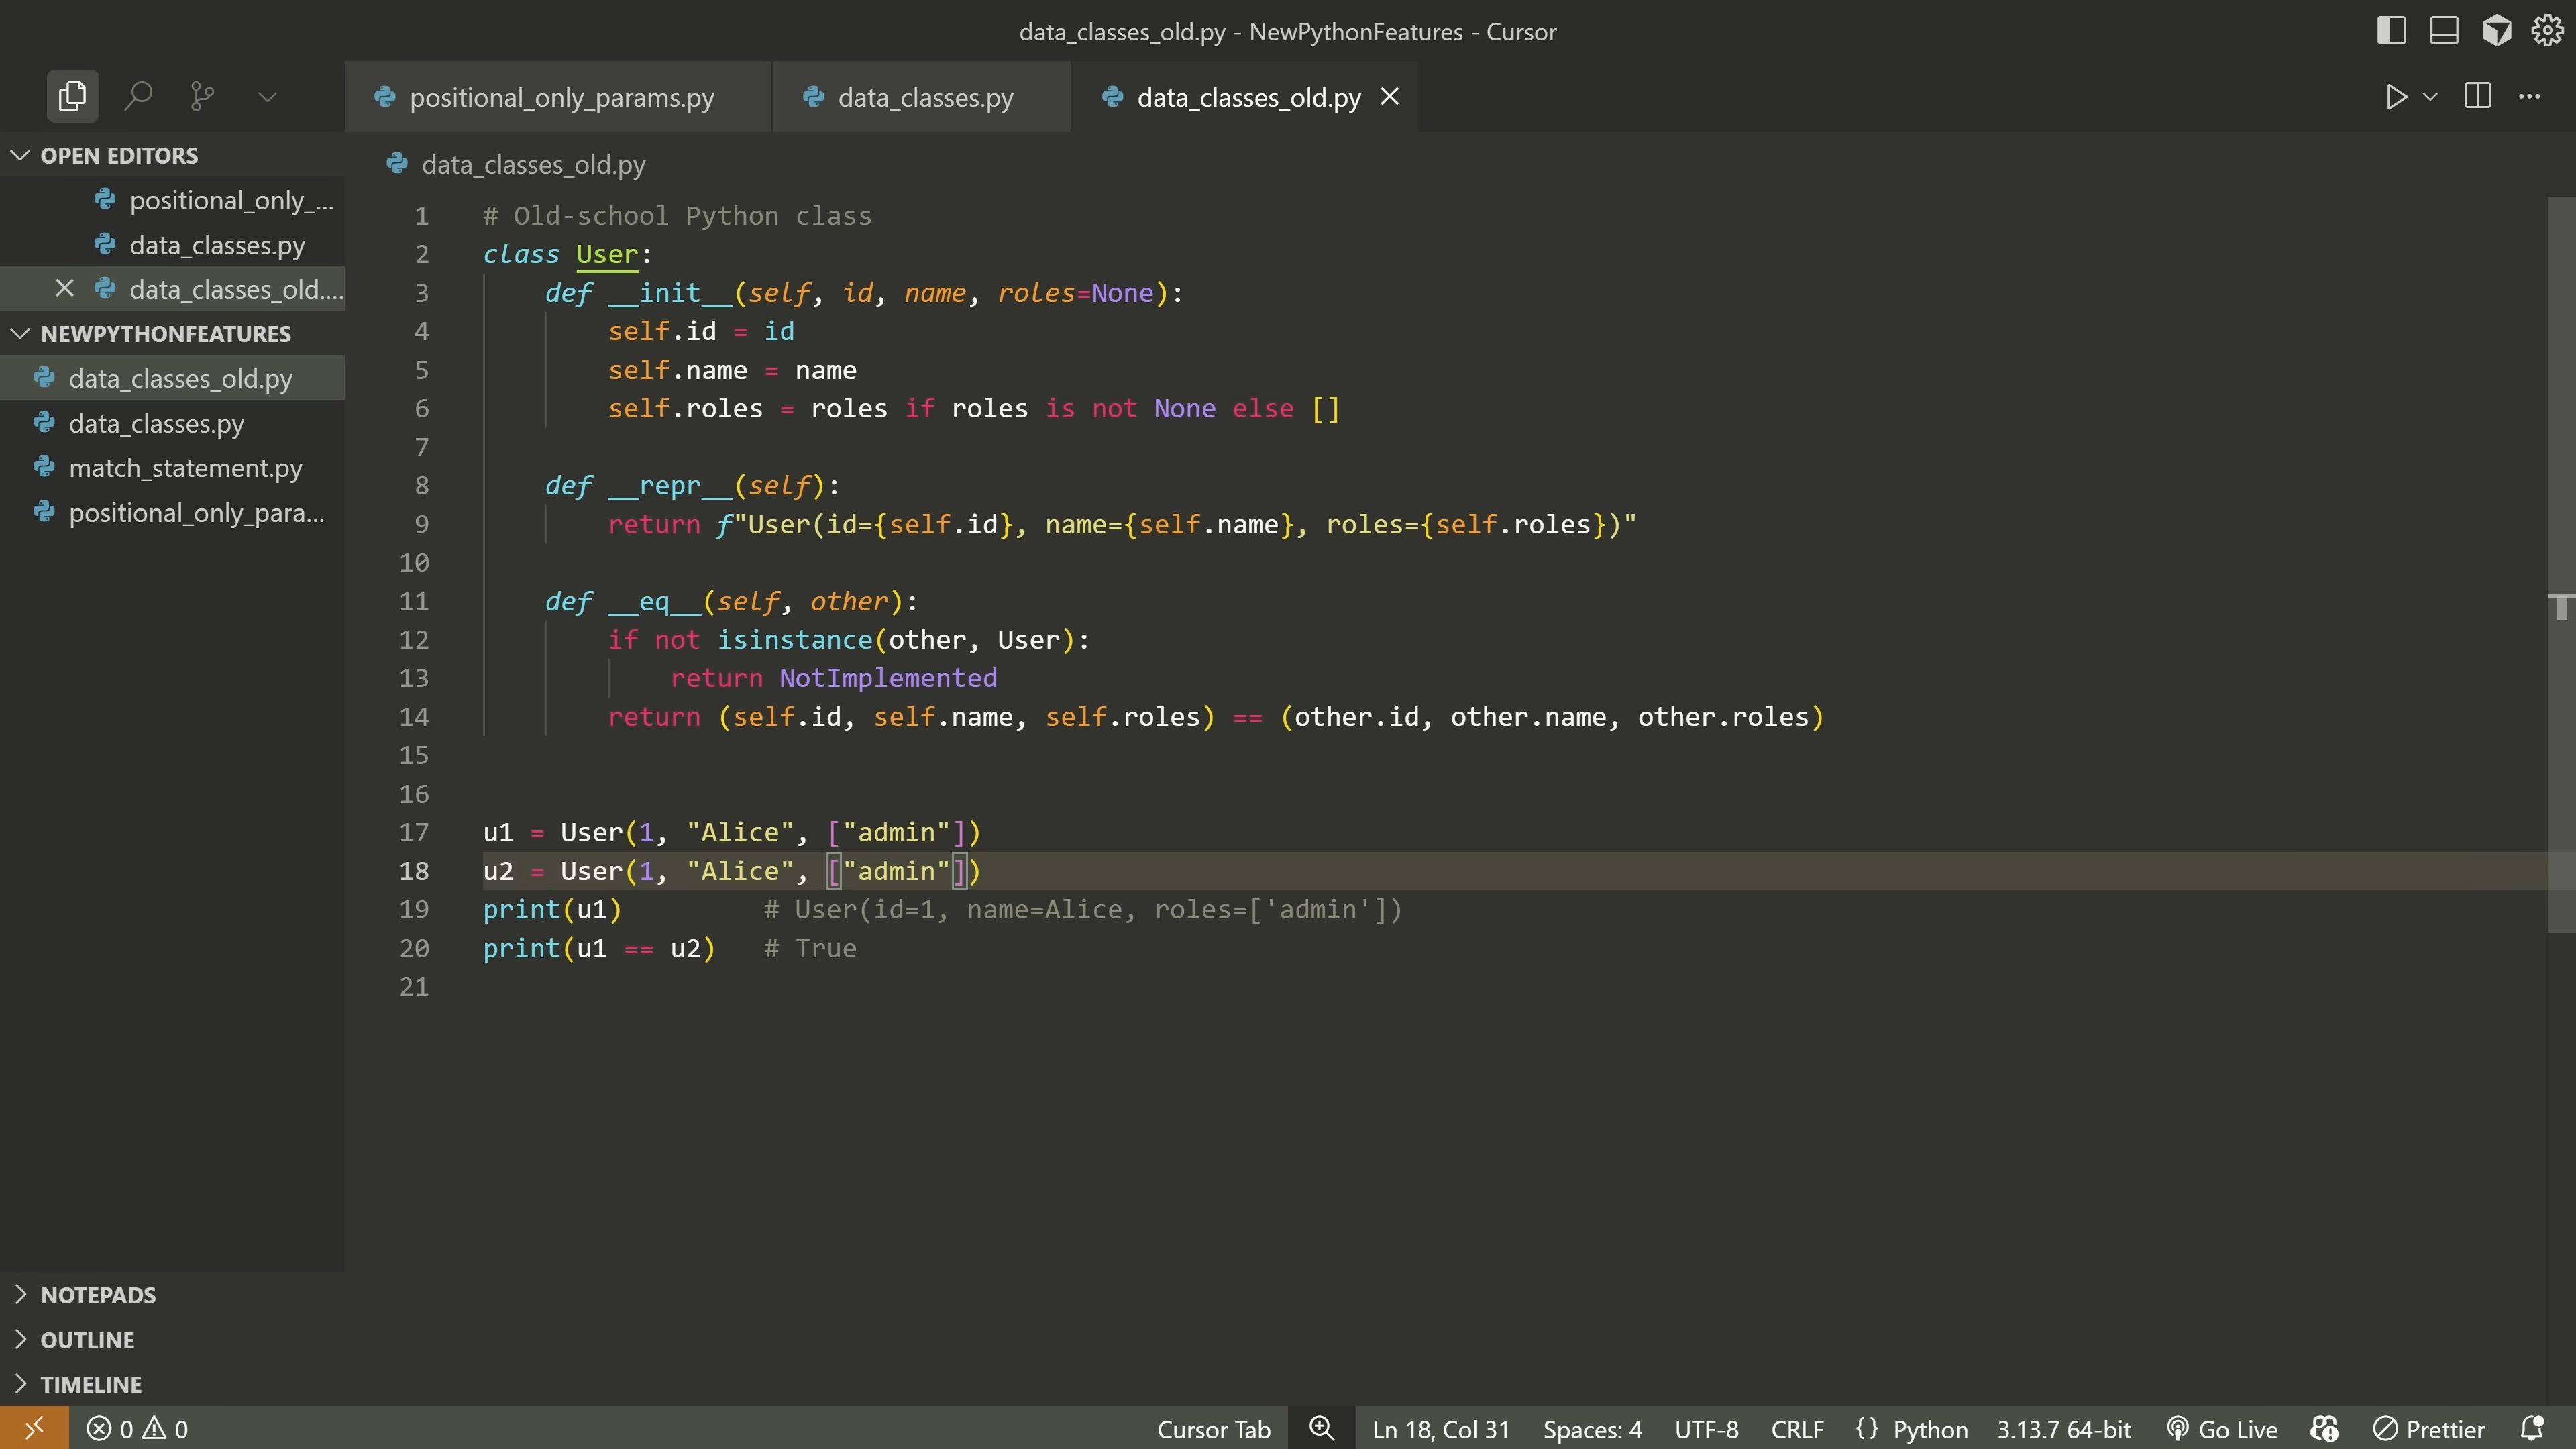 data_classes_old.py - NewPythonFeatures - Cursor
positional_only_params.py
data_classes.py
data_classes_old.py
OPEN EDITORS
positional_only_...
data_classes.py
data_classes_old....
NEWPYTHONFEATURES
data_classes_old.py
data_classes.py
match_statement.py
positional_only_para...
NOTEPADS
OUTLINE
TIMELINE
data_classes_old.py
1 # Old-school Python class
2 class User:
3     def __init__(self, id, name, roles=None):
4         self.id = id
5         self.name = name
6         self.roles = roles if roles is not None else []
7
8     def __repr__(self):
9         return f"User(id={self.id}, name={self.name}, roles={self.roles})"
10
11     def __eq__(self, other):
12         if not isinstance(other, User):
13             return NotImplemented
14         return (self.id, self.name, self.roles) == (other.id, other.name, other.roles)
15
16
17 u1 = User(1, "Alice", ["admin"])
18 u2 = User(1, "Alice", ["admin"])
19 print(u1)         # User(id=1, name=Alice, roles=['admin'])
20 print(u1 == u2)   # True
21
0 0
Cursor Tab
Ln 18, Col 31
Spaces: 4
UTF-8
CRLF
{} Python
3.13.7 64-bit
Go Live
Prettier